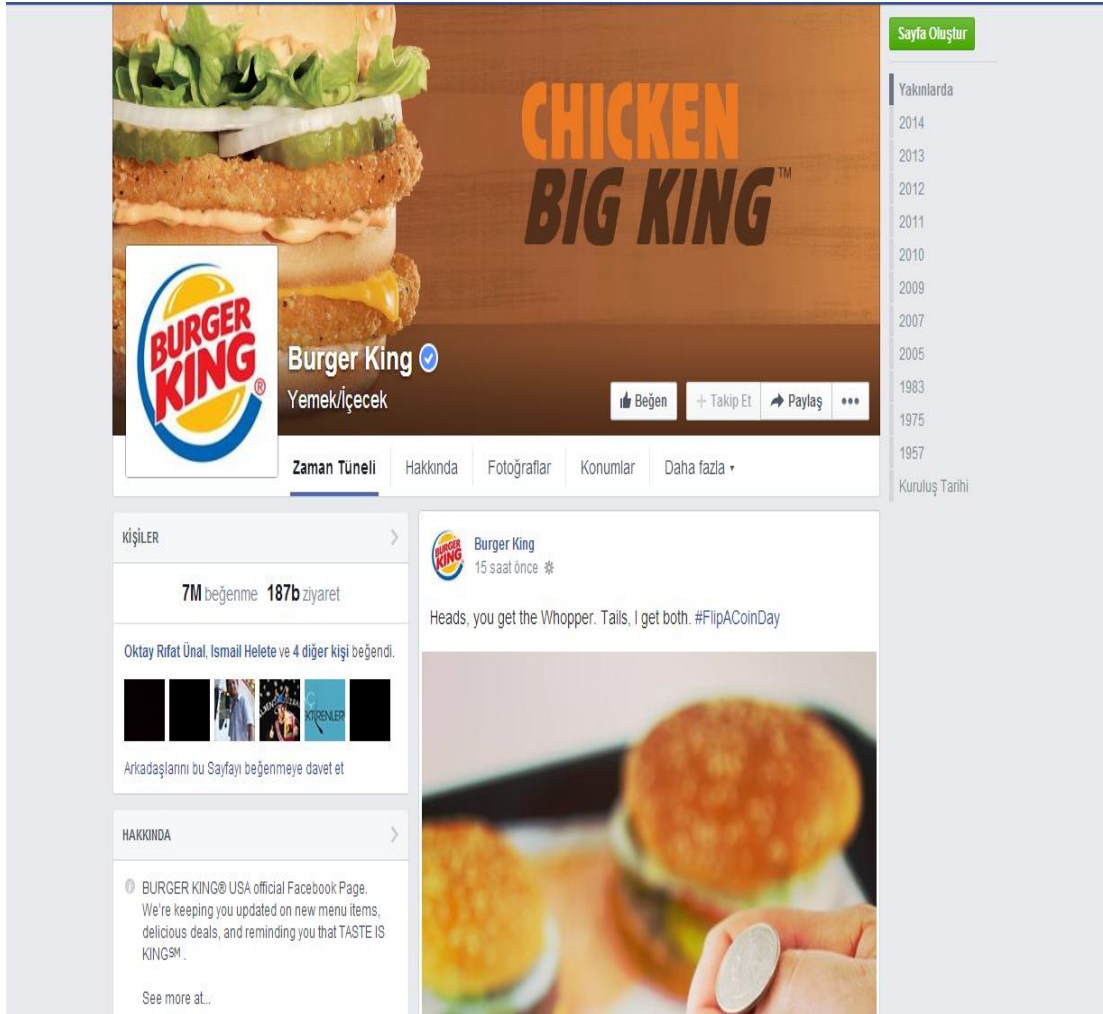 CHICKEN
BIG KING™
BURGER
KING®
Burger King
Yemek/İçecek
Beğen
+ Takip Et
Paylaş
Zaman Tüneli
Hakkında
Fotoğraflar
Konumlar
Daha fazla
Sayfa Oluştur
Yakınlarda
2014
2013
2012
2011
2010
2009
2007
2005
1983
1975
1957
Kuruluş Tarihi
KİŞİLER
7M beğenme 187b ziyaret
Oktay Rıfat Ünal, Ismail Helete ve 4 diğer kişi beğendi.
Arkadaşlarını bu Sayfayı beğenmeye davet et
HAKKINDA
BURGER KING® USA official Facebook Page.
We're keeping you updated on new menu items,
delicious deals, and reminding you that TASTE IS
KING℠ .
See more at...
BURGER
KING
Burger King
15 saat önce
Heads, you get the Whopper. Tails, I get both. #FlipACoinDay